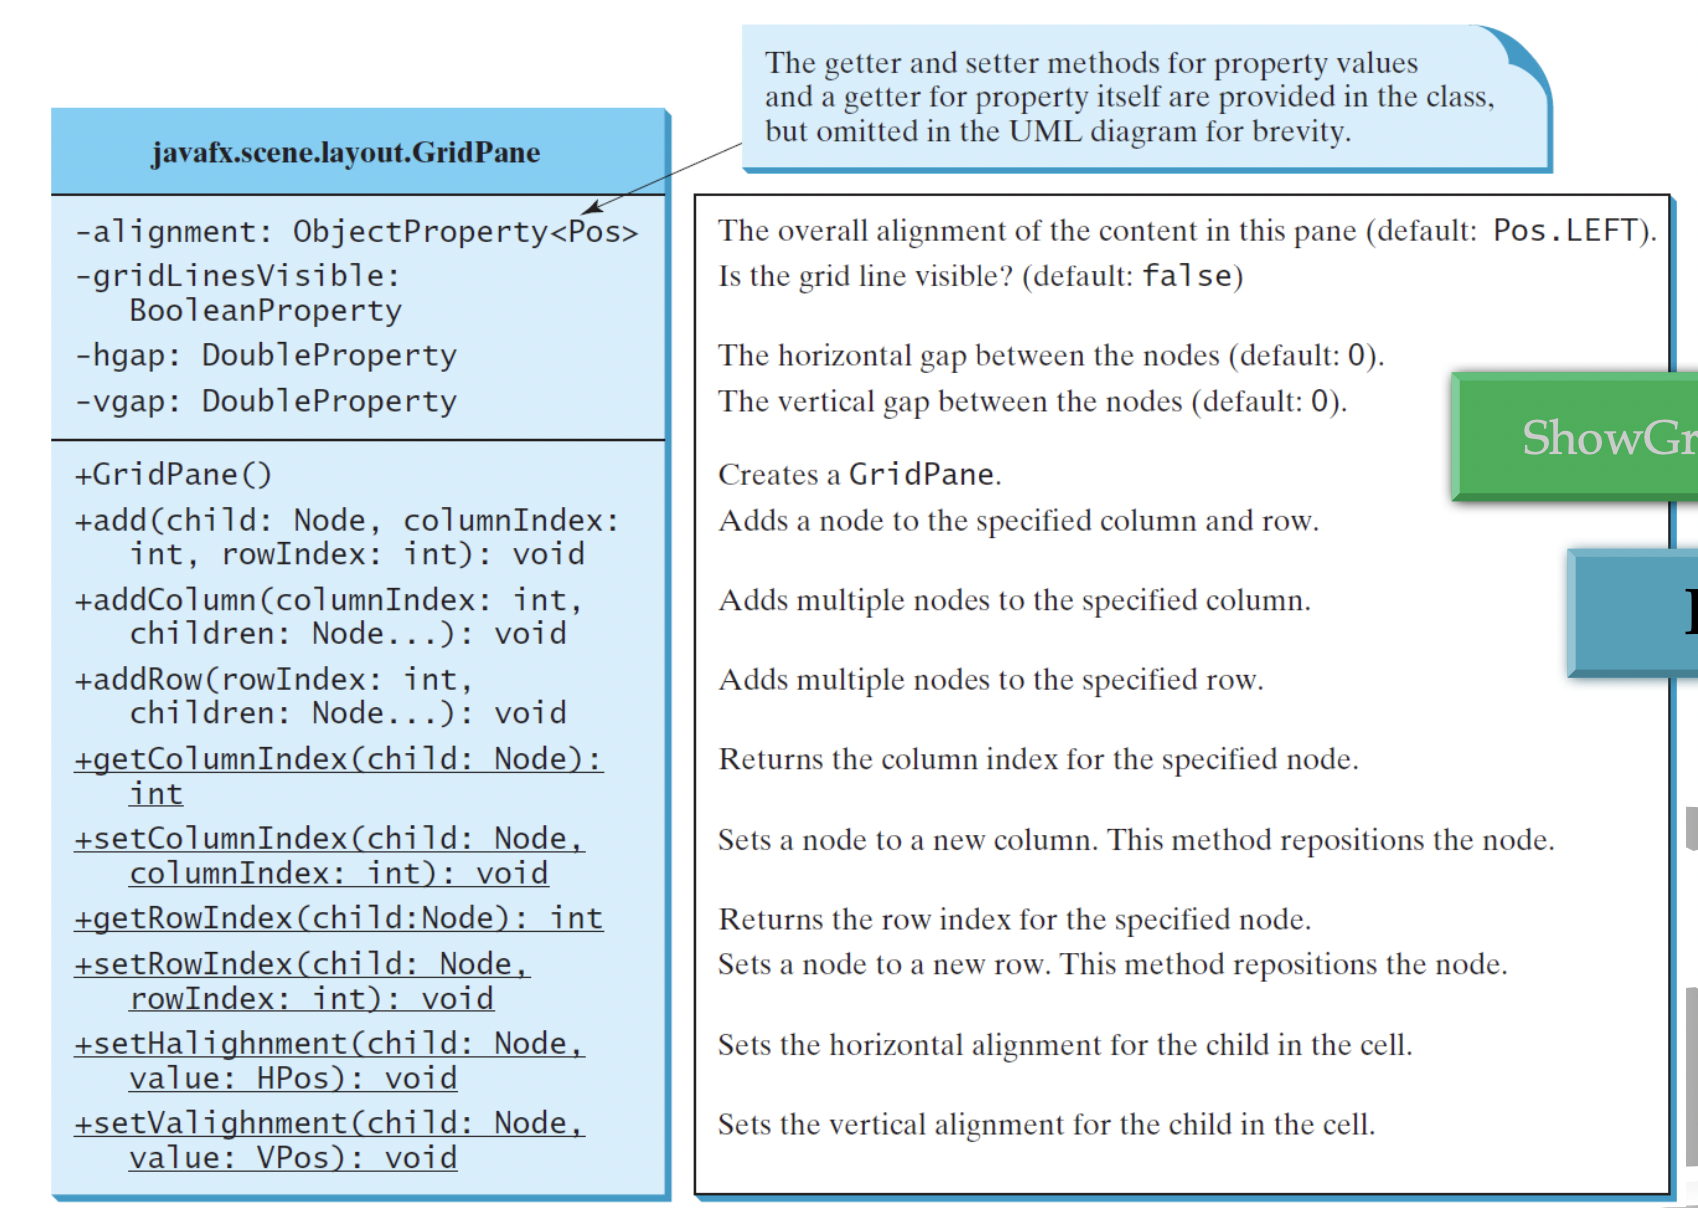 The getter and setter methods for property values
and a getter for property itself are provided in the class,
but omitted in the UML diagram for brevity.
javafx.scene.layout.GridPane
-alignment: ObjectProperty<Pos>
-gridLinesVisible:
BooleanProperty
-hgap: DoubleProperty
-vgap: DoubleProperty
The overall alignment of the content in this pane (default: Pos.LEFT).
Is the grid line visible? (default: false)
The horizontal gap between the nodes (default: 0).
The vertical gap between the nodes (default: 0).
+GridPane()
+add(child: Node, columnIndex:
int, rowIndex: int): void
+addColumn(columnIndex: int,
children: Node...): void
+addRow(rowIndex: int,
children: Node...): void
+getColumnIndex(child: Node):
int
+setColumnIndex(child: Node,
columnIndex: int): void
+getRowIndex(child:Node): int
+setRowIndex(child: Node,
rowIndex: int): void
+setHalighnment(child: Node,
value: HPos): void
+setValighnment(child: Node,
value: VPos): void
Creates a GridPane.
Adds a node to the specified column and row.
Adds multiple nodes to the specified column.
Adds multiple nodes to the specified row.
Returns the column index for the specified node.
Sets a node to a new column. This method repositions the node.
Returns the row index for the specified node.
Sets a node to a new row. This method repositions the node.
Sets the horizontal alignment for the child in the cell.
Sets the vertical alignment for the child in the cell.
ShowGr